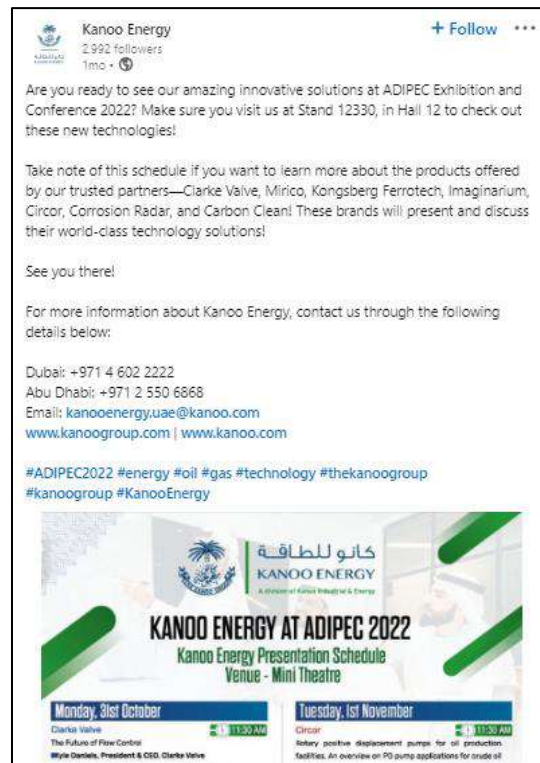 Kanoo Energy
+ Follow ...
2,992 followers
1mo •
Are you ready to see our amazing innovative solutions at ADIPEC Exhibition and
Conference 2022? Make sure you visit us at Stand 12330, in Hall 12 to check out
these new technologies!
Take note of this schedule if you want to learn more about the products offered
by our trusted partners—Clarke Valve, Mirico, Kongsberg Ferrotech, Imaginarium,
Circor, Corrosion Radar, and Carbon Clean! These brands will present and discuss
their world-class technology solutions!
See you there!
For more information about Kanoo Energy, contact us through the following
details below:
Dubai: +971 4 602 2222
Abu Dhabi: +971 2 550 6868
Email: kanooenergy.uae@kanoo.com
www.kanoogroup.com | www.kanoo.com
#ADIPEC2022 #energy #oil #gas #technology #thekanoogroup
#kanoogroup #KanooEnergy
كانو للطاقة
KANOO ENERGY
A division of Kanoo Industrial & Energy
KANOO ENERGY AT ADIPEC 2022
Kanoo Energy Presentation Schedule
Venue - Mini Theatre
Monday, 31st October
Clarke Valve
11:30 AM
The Future of Flow Control
Kyle Daniels, President & CEO, Clarke Valve
Tuesday, 1st November
Circor
11:30 AM
Rotary positive displacement pumps for oil production
facilities. An overview on PD pump applications for crude oil